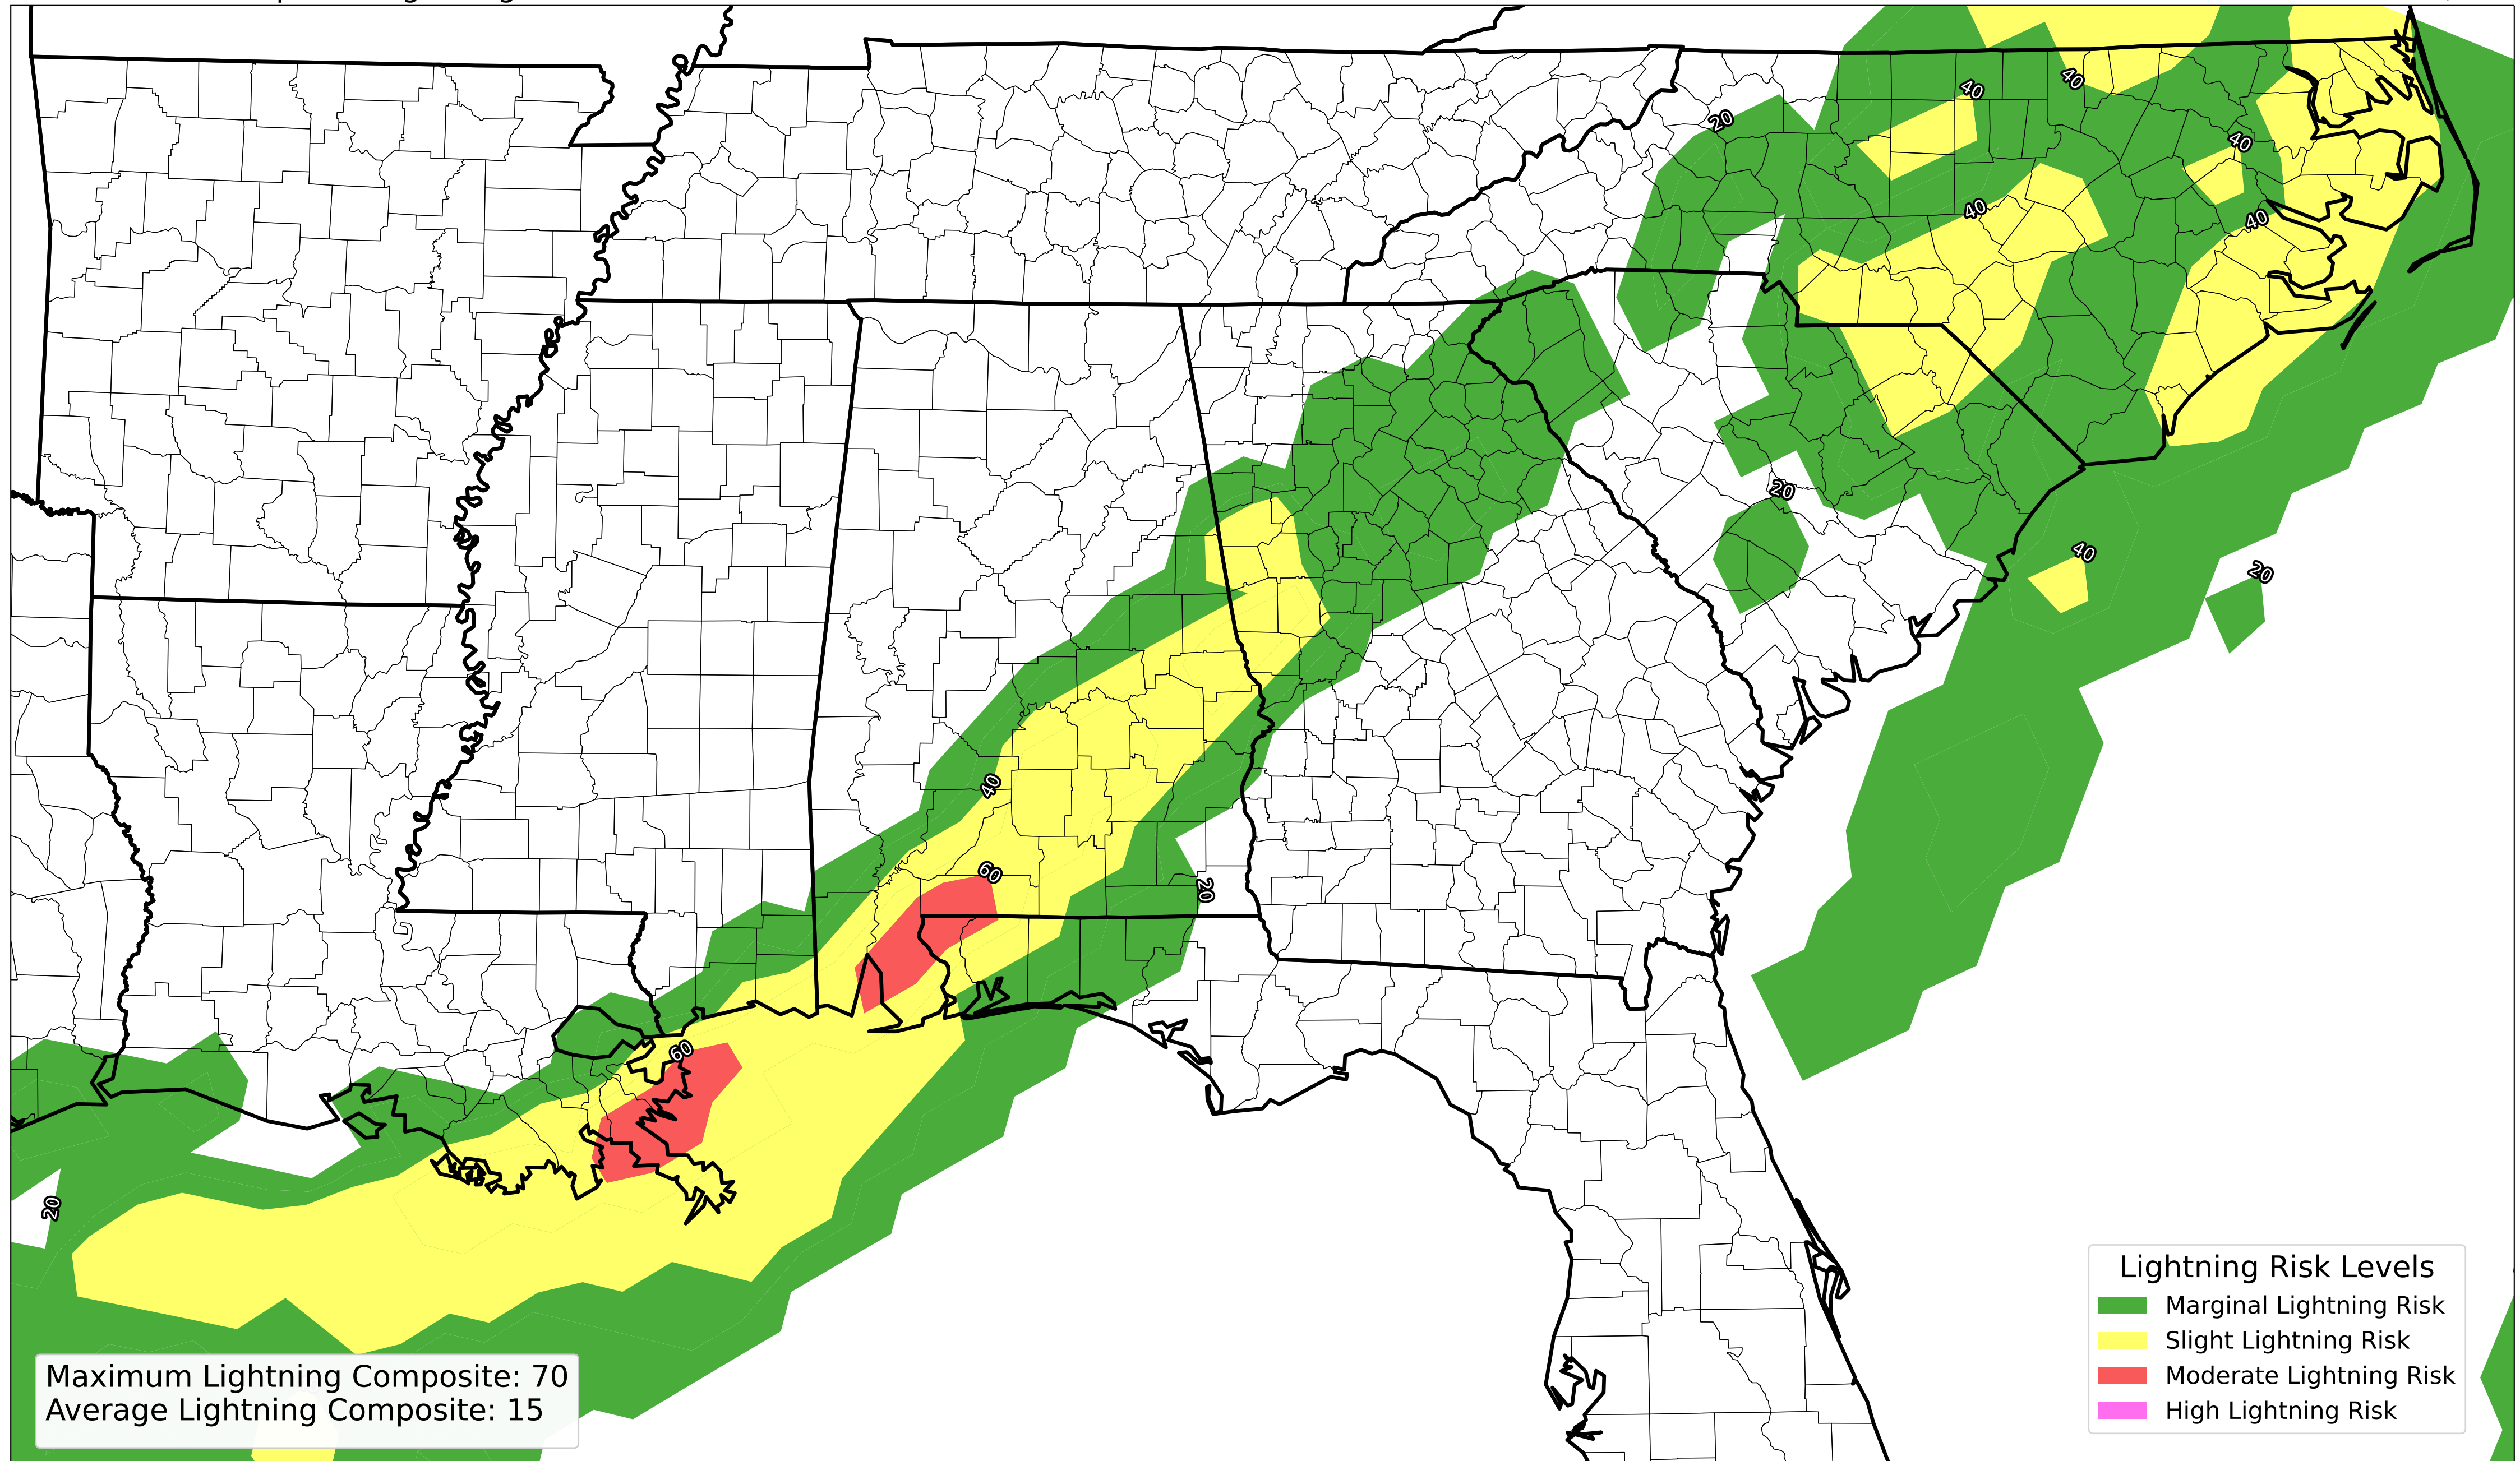 40
40
20
40
40
40
20
40
20
40
60
20
60
20
Lightning Risk Levels
Marginal Lightning Risk
Slight Lightning Risk
Moderate Lightning Risk
High Lightning Risk
Maximum Lightning Composite: 70
Average Lightning Composite: 15